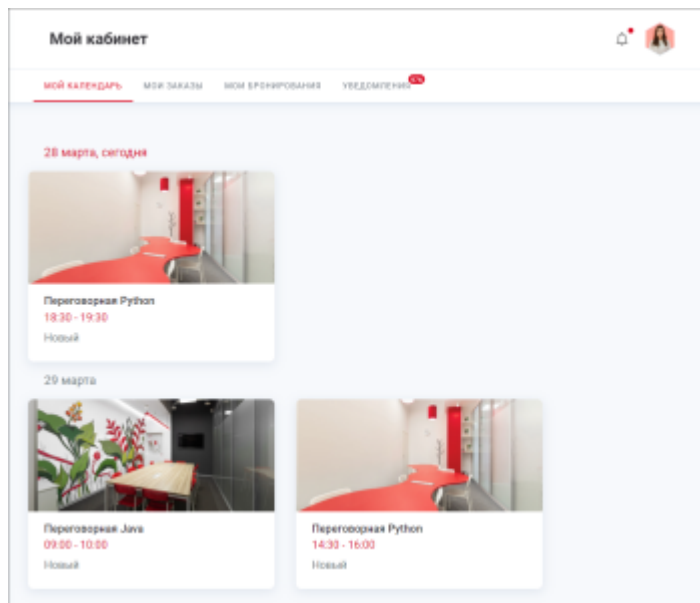 Мой кабинет
МОЙ КАЛЕНДАРЬ МОИ ЗАКАЗЫ МОИ БРОНИРОВАНИЯ УВЕДОМЛЕНИЯ
28 марта, сегодня
Переговорная Python
18:30 - 19:30
Новый
29 марта
Переговорная Java
09:00 - 10:00
Новый
Переговорная Python
14:30 - 16:00
Новый